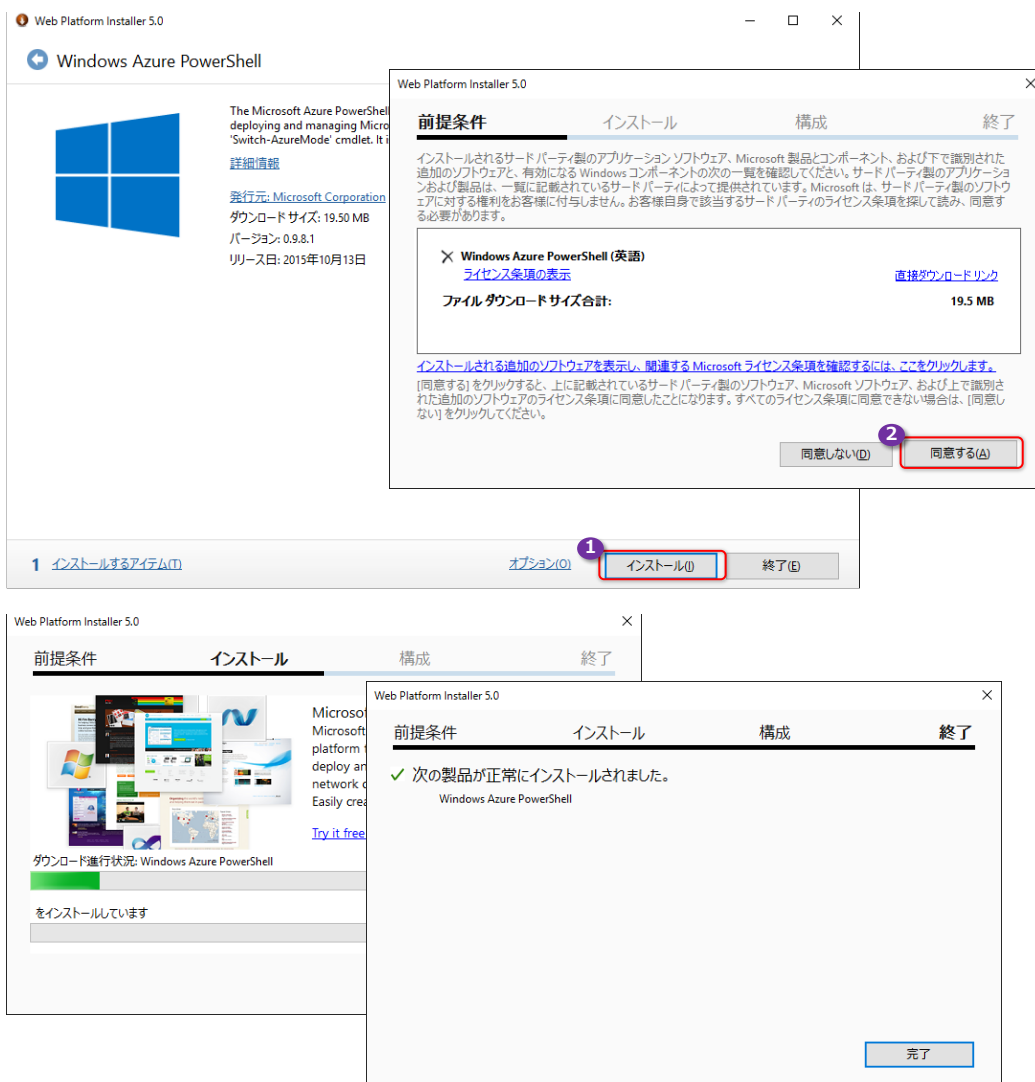 Web Platform Installer 5.0
Windows Azure PowerShell
The Microsoft Azure PowerShell
deploying and managing Micro
'Switch-AzureMode' cmdlet. It i
詳細情報
発行元: Microsoft Corporation
ダウンロード サイズ: 19.50 MB
バージョン: 0.9.8.1
リリース日: 2015年10月13日
Web Platform Installer 5.0
前提条件
インストール
構成
終了
インストールされるサード パーティ製のアプリケーション ソフトウェア、Microsoft 製品とコンポーネント、および下で識別された
追加のソフトウェアと、有効になる Windows コンポーネントの次の一覧を確認してください。サード パーティ製のアプリケーショ
ンおよび製品は、一覧に記載されているサード パーティによって提供されています。Microsoft は、サード パーティ製のソフトウ
ェアに対する権利をお客様に付与しません。お客様自身で該当するサード パーティのライセンス条項を探して読み、同意す
る必要があります。
Windows Azure PowerShell (英語)
ライセンス条項の表示
直接ダウンロード リンク
ファイル ダウンロード サイズ合計:
19.5 MB
インストールされる追加のソフトウェアを表示し、関連する Microsoft ライセンス条項を確認するには、ここをクリックします。
[同意する] をクリックすると、上に記載されているサード パーティ製のソフトウェア、Microsoft ソフトウェア、および上で識別さ
れた追加のソフトウェアのライセンス条項に同意したことになります。すべてのライセンス条項に同意できない場合は、[同意し
ない] をクリックしてください。
2
同意しない(D)
同意する(A)
1
1 インストールするアイテム(T)
オプション(O)
インストール(I)
終了(E)
Web Platform Installer 5.0
前提条件
インストール
構成
終了
Microsof
Microsoft
platform f
deploy an
network o
Easily crea
Try it free
ダウンロード進行状況: Windows Azure PowerShell
をインストールしています
Web Platform Installer 5.0
前提条件
インストール
構成
終了
次の製品が正常にインストールされました。
Windows Azure PowerShell
完了